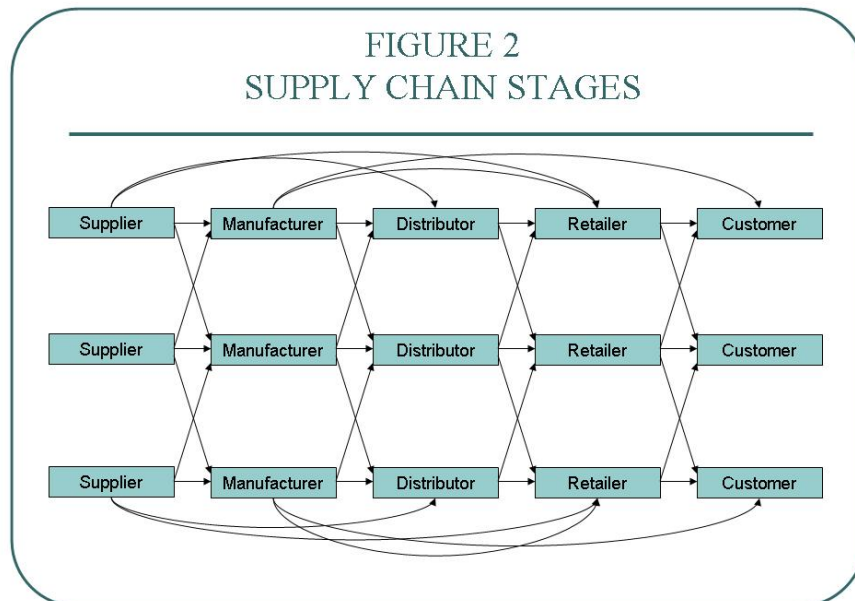 FIGURE 2
SUPPLY CHAIN STAGES
Supplier Manufacturer Distributor Retailer Customer
Supplier Manufacturer Distributor Retailer Customer
Supplier Manufacturer Distributor Retailer Customer